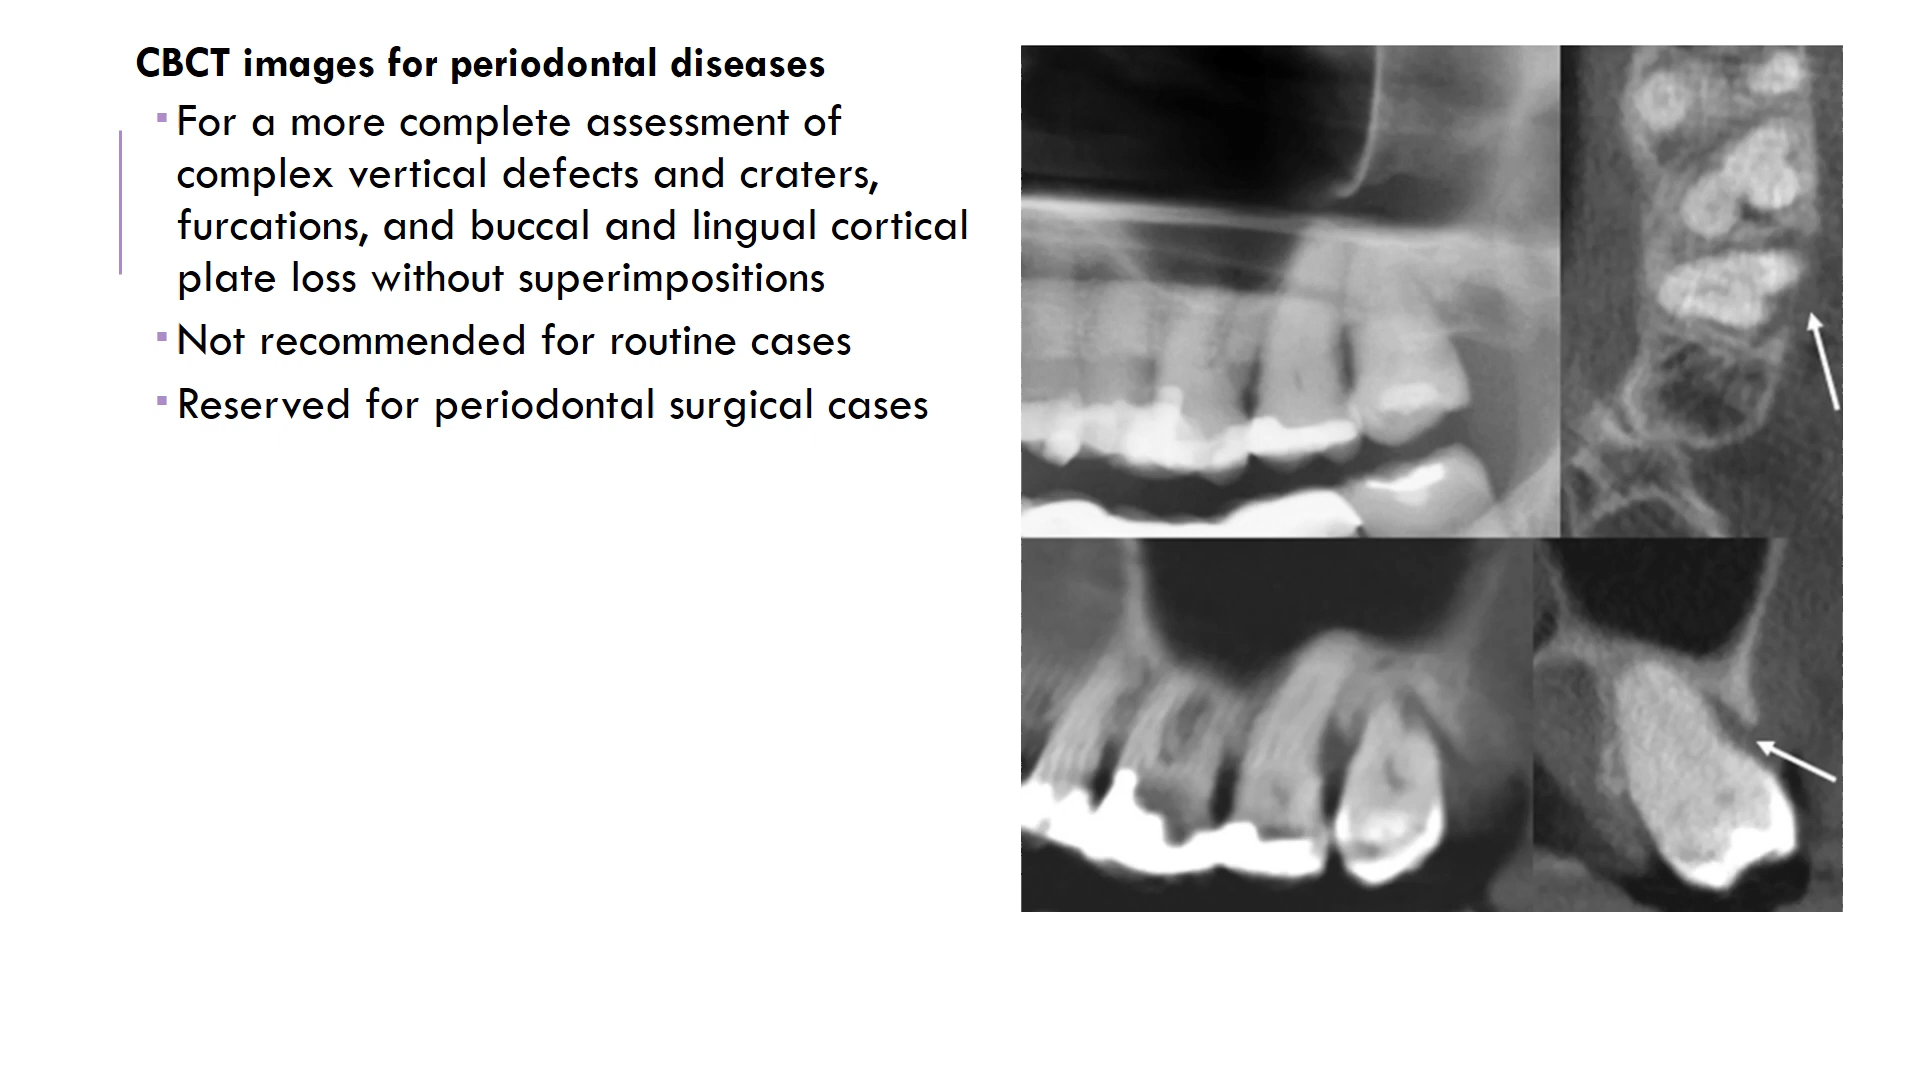 CBCT images for periodontal diseases
For a more complete assessment of
complex vertical defects and craters,
furcations, and buccal and lingual cortical
plate loss without superimpositions
Not recommended for routine cases
Reserved for periodontal surgical cases